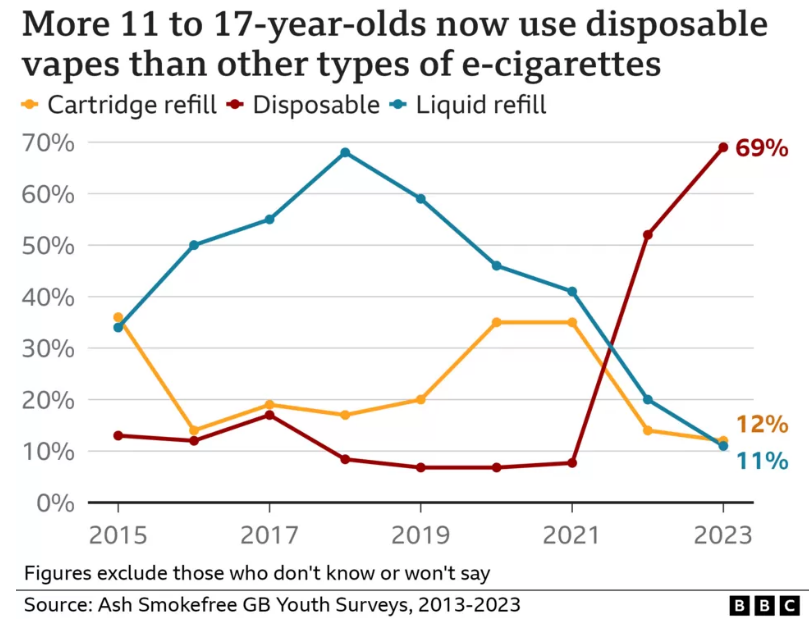 More 11 to 17-year-olds now use disposable
vapes than other types of e-cigarettes
Cartridge refill Disposable Liquid refill
70%
69%
60%
50%
40%
30%
20%
12%
10%
11%
0%
2015 2017 2019 2021 2023
Figures exclude those who don't know or won't say
Source: Ash Smokefree GB Youth Surveys, 2013-2023
BBC